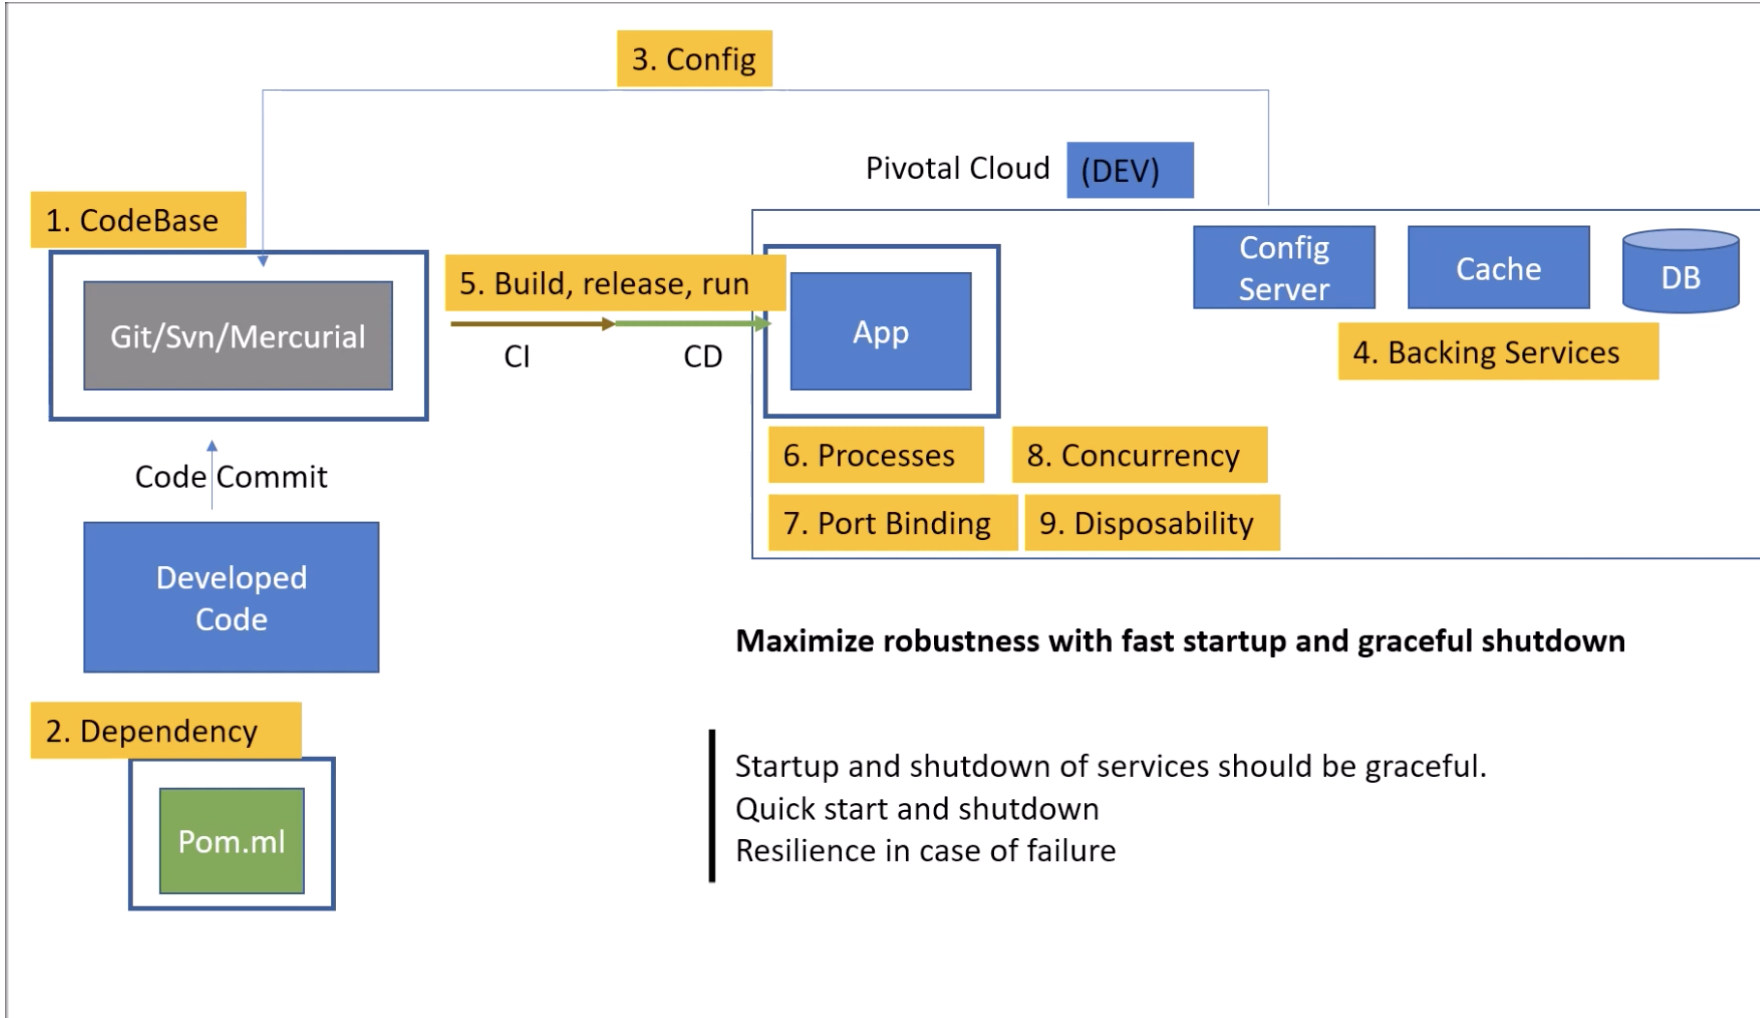 3. Config
Pivotal Cloud (DEV)
1. CodeBase
Git/Svn/Mercurial
5. Build, release, run
CI
CD
App
Config
Server
Cache
DB
4. Backing Services
6. Processes
8. Concurrency
7. Port Binding
9. Disposability
Code Commit
Developed
Code
2. Dependency
Pom.ml
Maximize robustness with fast startup and graceful shutdown
Startup and shutdown of services should be graceful.
Quick start and shutdown
Resilience in case of failure